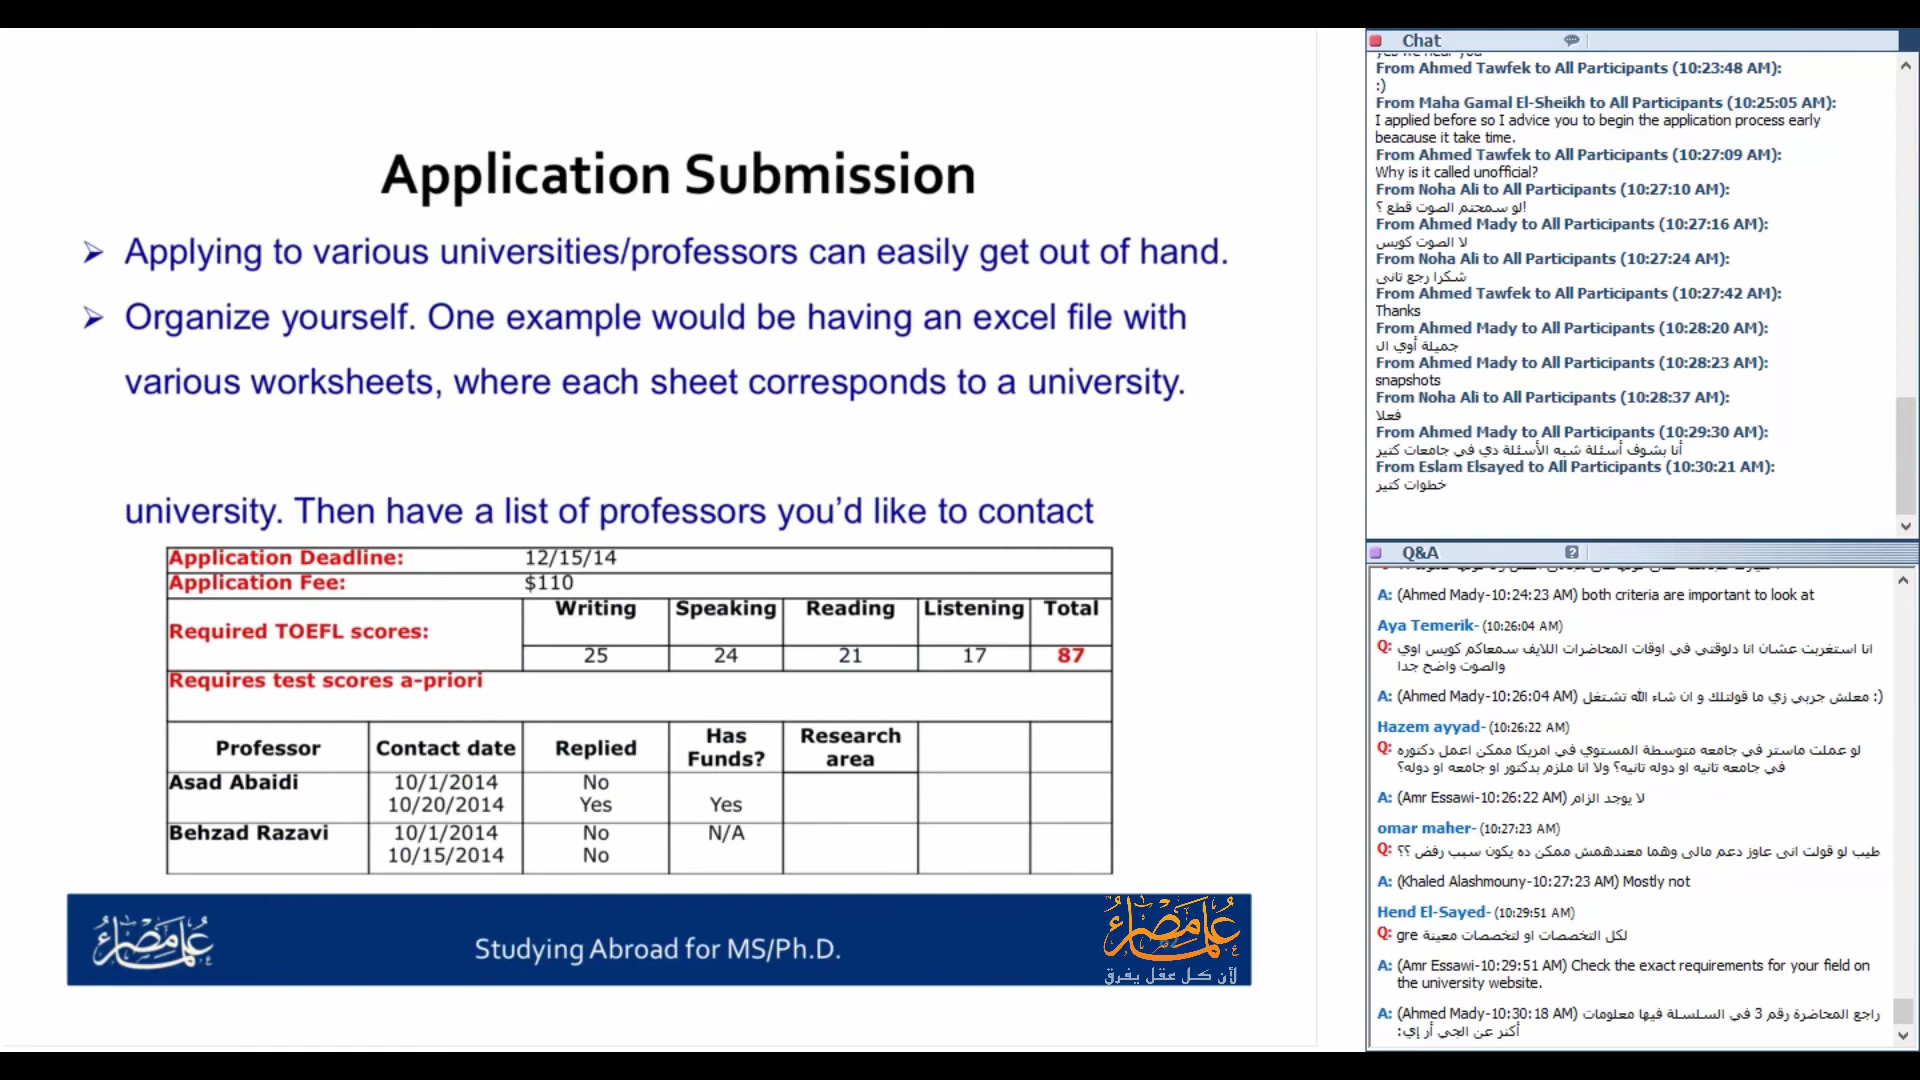 Application Submission
Applying to various universities/professors can easily get out of hand.
Organize yourself. One example would be having an excel file with
various worksheets, where each sheet corresponds to a university.
university. Then have a list of professors you'd like to contact
Application Deadline: 12/15/14
Application Fee: $110
Required TOEFL scores: Writing Speaking Reading Listening Total
25 24 21 17 87
Requires test scores a-priori
Professor Contact date Replied Has Funds? Research area
Asad Abaidi 10/1/2014 No
10/20/2014 Yes Yes
Behzad Razavi 10/1/2014 No N/A
10/15/2014 No
علماء مصر
Studying Abroad for MS/Ph.D.
علماء مصر
لأن كل عقل يفرق
Chat
yes we hear you
From Ahmed Tawfek to All Participants (10:23:48 AM):
:)
From Maha Gamal El-Sheikh to All Participants (10:25:05 AM):
I applied before so I advice you to begin the application process early
beacause it take time.
From Ahmed Tawfek to All Participants (10:27:09 AM):
Why is it called unofficial?
From Noha Ali to All Participants (10:27:10 AM):
لو سمحتم الصوت قطع ؟!
From Ahmed Mady to All Participants (10:27:16 AM):
لا الصوت كويس
From Noha Ali to All Participants (10:27:24 AM):
شكرا رجع تانى
From Ahmed Tawfek to All Participants (10:27:42 AM):
Thanks
From Ahmed Mady to All Participants (10:28:20 AM):
جميلة أوي ال
From Ahmed Mady to All Participants (10:28:23 AM):
snapshots
From Noha Ali to All Participants (10:28:37 AM):
فعلا
From Ahmed Mady to All Participants (10:29:30 AM):
أنا بشوف أسئلة شبه الأسئلة دي في جامعات كتير
From Eslam Elsayed to All Participants (10:30:21 AM):
خطوات كتير
Q&A
A: (Ahmed Mady-10:24:23 AM) both criteria are important to look at
Aya Temerik- (10:26:04 AM)
Q: انا استغربت عشان انا دلوقتي في اوقات المحاضرات اللايف سمعاكم كويس اوي
والصوت واضح جدا
A: (Ahmed Mady-10:26:04 AM) معلش جربي زي ما قولتلك و ان شاء الله تشتغل :)
Hazem ayyad- (10:26:22 AM)
Q: لو عملت ماستر في جامعه متوسطة المستوي في امريكا ممكن اعمل دكتوره
في جامعه تانيه او دوله تانيه؟ ولا انا ملزم بدكتور او جامعه او دوله؟
A: (Amr Essawi-10:26:22 AM) لا يوجد الزام
omar maher- (10:27:23 AM)
Q: طيب لو قولت انى عاوز دعم مالى وهما معندهمش ممكن ده يكون سبب رفض ؟؟
A: (Khaled Alashmouny-10:27:23 AM) Mostly not
Hend El-Sayed- (10:29:51 AM)
Q: gre لكل التخصصات او لتخصصات معينة
A: (Amr Essawi-10:29:51 AM) Check the exact requirements for your field on
the university website.
A: (Ahmed Mady-10:30:18 AM) راجع المحاضرة رقم 3 في السلسلة فيها معلومات
أكتر عن الجي أر إي: